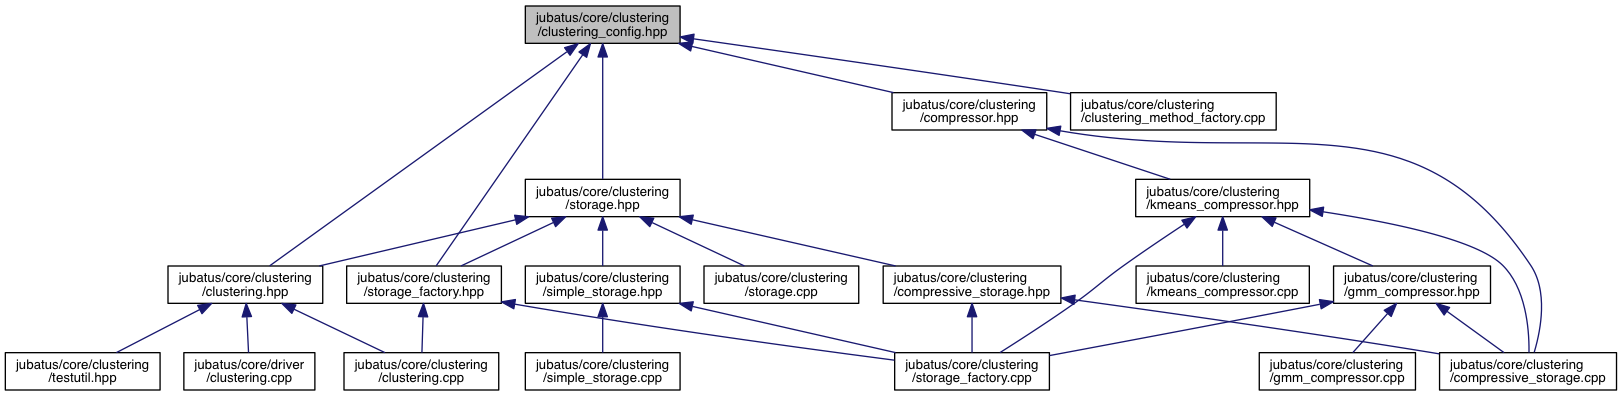 jubatus/core/clustering
/clustering_config.hpp
jubatus/core/clustering
/compressor.hpp
jubatus/core/clustering
/clustering_method_factory.cpp
jubatus/core/clustering
/storage.hpp
jubatus/core/clustering
/kmeans_compressor.hpp
jubatus/core/clustering
/clustering.hpp
jubatus/core/clustering
/storage_factory.hpp
jubatus/core/clustering
/simple_storage.hpp
jubatus/core/clustering
/storage.cpp
jubatus/core/clustering
/compressive_storage.hpp
jubatus/core/clustering
/kmeans_compressor.cpp
jubatus/core/clustering
/gmm_compressor.hpp
jubatus/core/clustering
/testutil.hpp
jubatus/core/driver
/clustering.cpp
jubatus/core/clustering
/clustering.cpp
jubatus/core/clustering
/simple_storage.cpp
jubatus/core/clustering
/storage_factory.cpp
jubatus/core/clustering
/gmm_compressor.cpp
jubatus/core/clustering
/compressive_storage.cpp